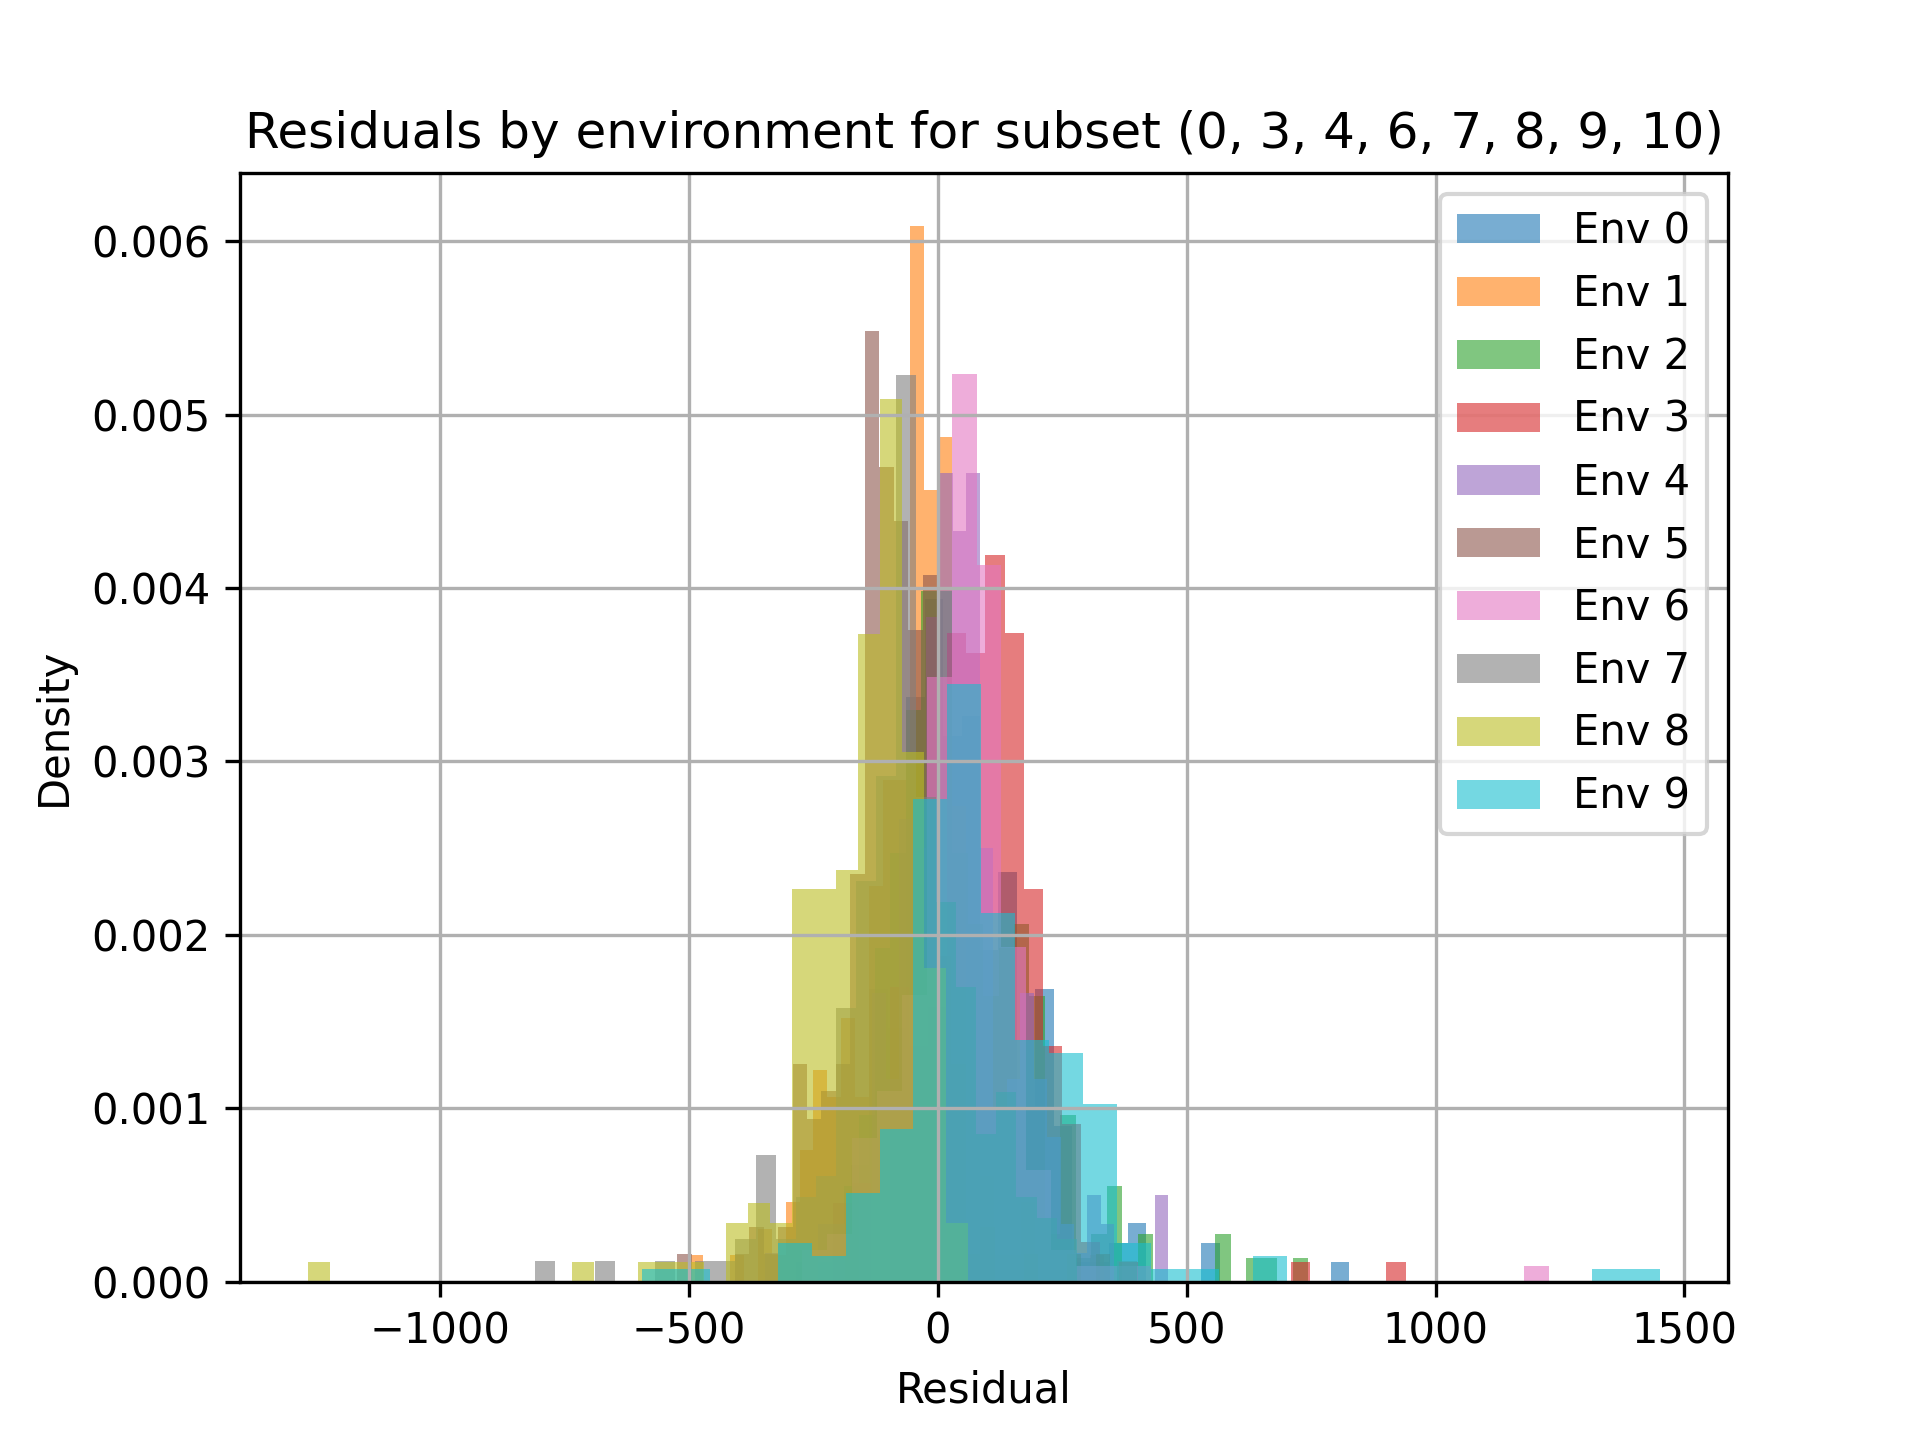 Residuals by environment for subset (0, 3, 4, 6, 7, 8, 9, 10)
0.006
0.005
0.004
0.003
0.002
0.001
0.000
Density
−1000
−500
0
500
1000
1500
Residual
Env 0
Env 1
Env 2
Env 3
Env 4
Env 5
Env 6
Env 7
Env 8
Env 9